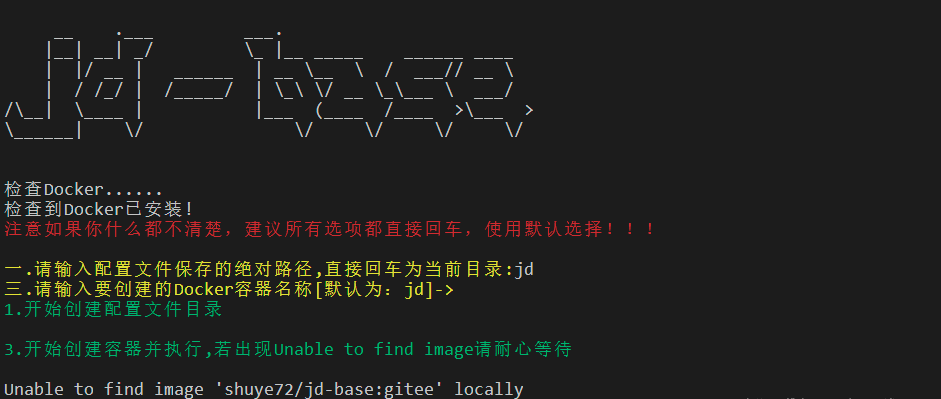 jd-base
检查Docker......
检查到Docker已安装!
注意如果你什么都不清楚，建议所有选项都直接回车，使用默认选择！！！
一.请输入配置文件保存的绝对路径,直接回车为当前目录:jd
三.请输入要创建的Docker容器名称[默认为：jd]->
1.开始创建配置文件目录
3.开始创建容器并执行,若出现Unable to find image请耐心等待
Unable to find image 'shuye72/jd-base:gitee' locally